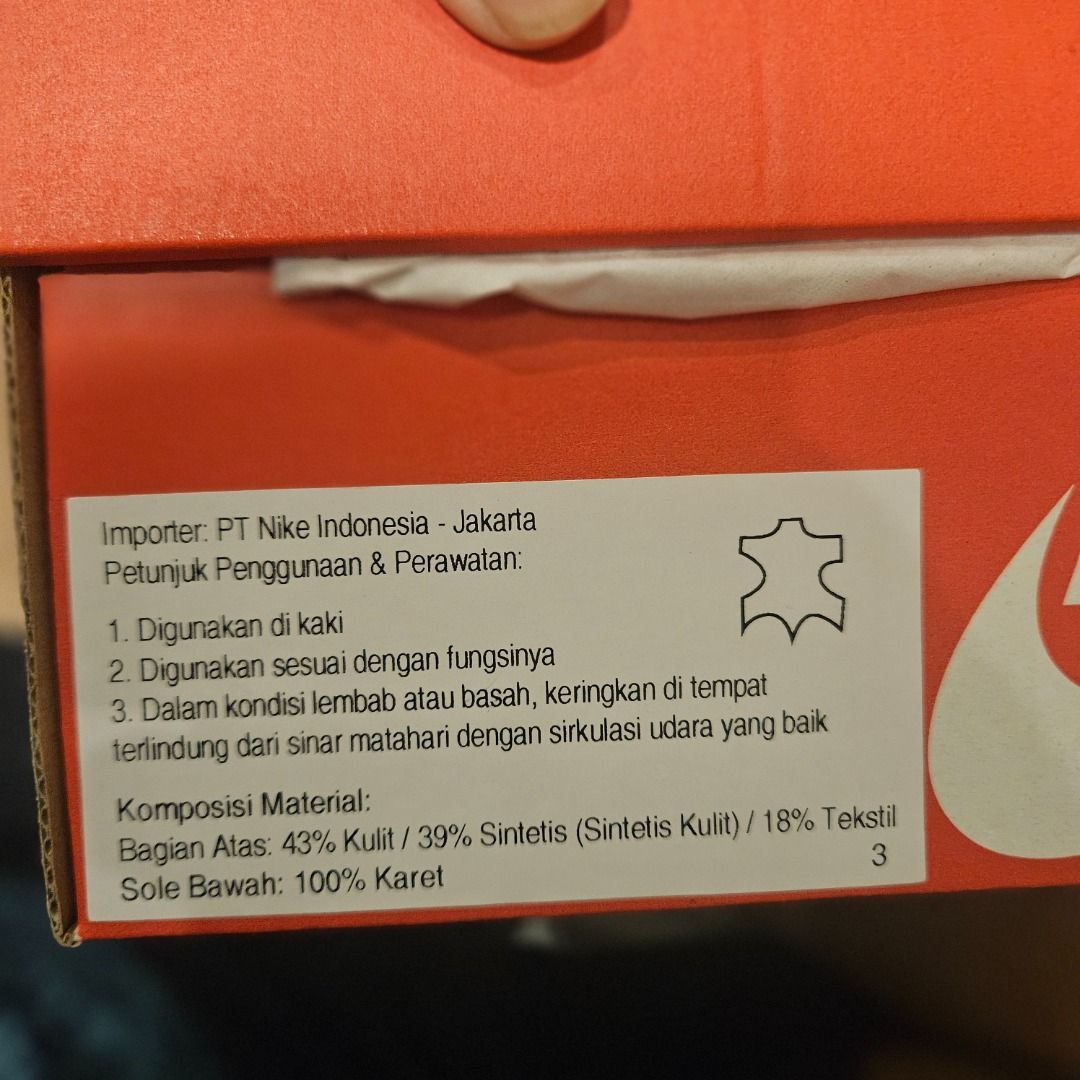 Importer: PT Nike Indonesia - Jakarta
Petunjuk Penggunaan & Perawatan:
1. Digunakan di kaki
2. Digunakan sesuai dengan fungsinya
3. Dalam kondisi lembab atau basah, keringkan di tempat
terlindung dari sinar matahari dengan sirkulasi udara yang baik
Komposisi Material:
Bagian Atas: 43% Kulit / 39% Sintetis (Sintetis Kulit) / 18% Tekstil
3
Sole Bawah: 100% Karet